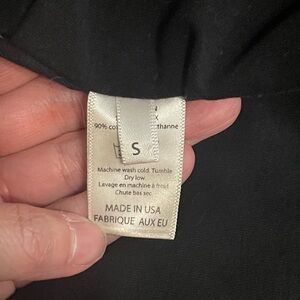 90% co
thanne
S
Machine wash cold. Tumble
Dry low.
Lavage en machine à froid
Chute bas sec.
MADE IN USA
FABRIQUE AUX EU